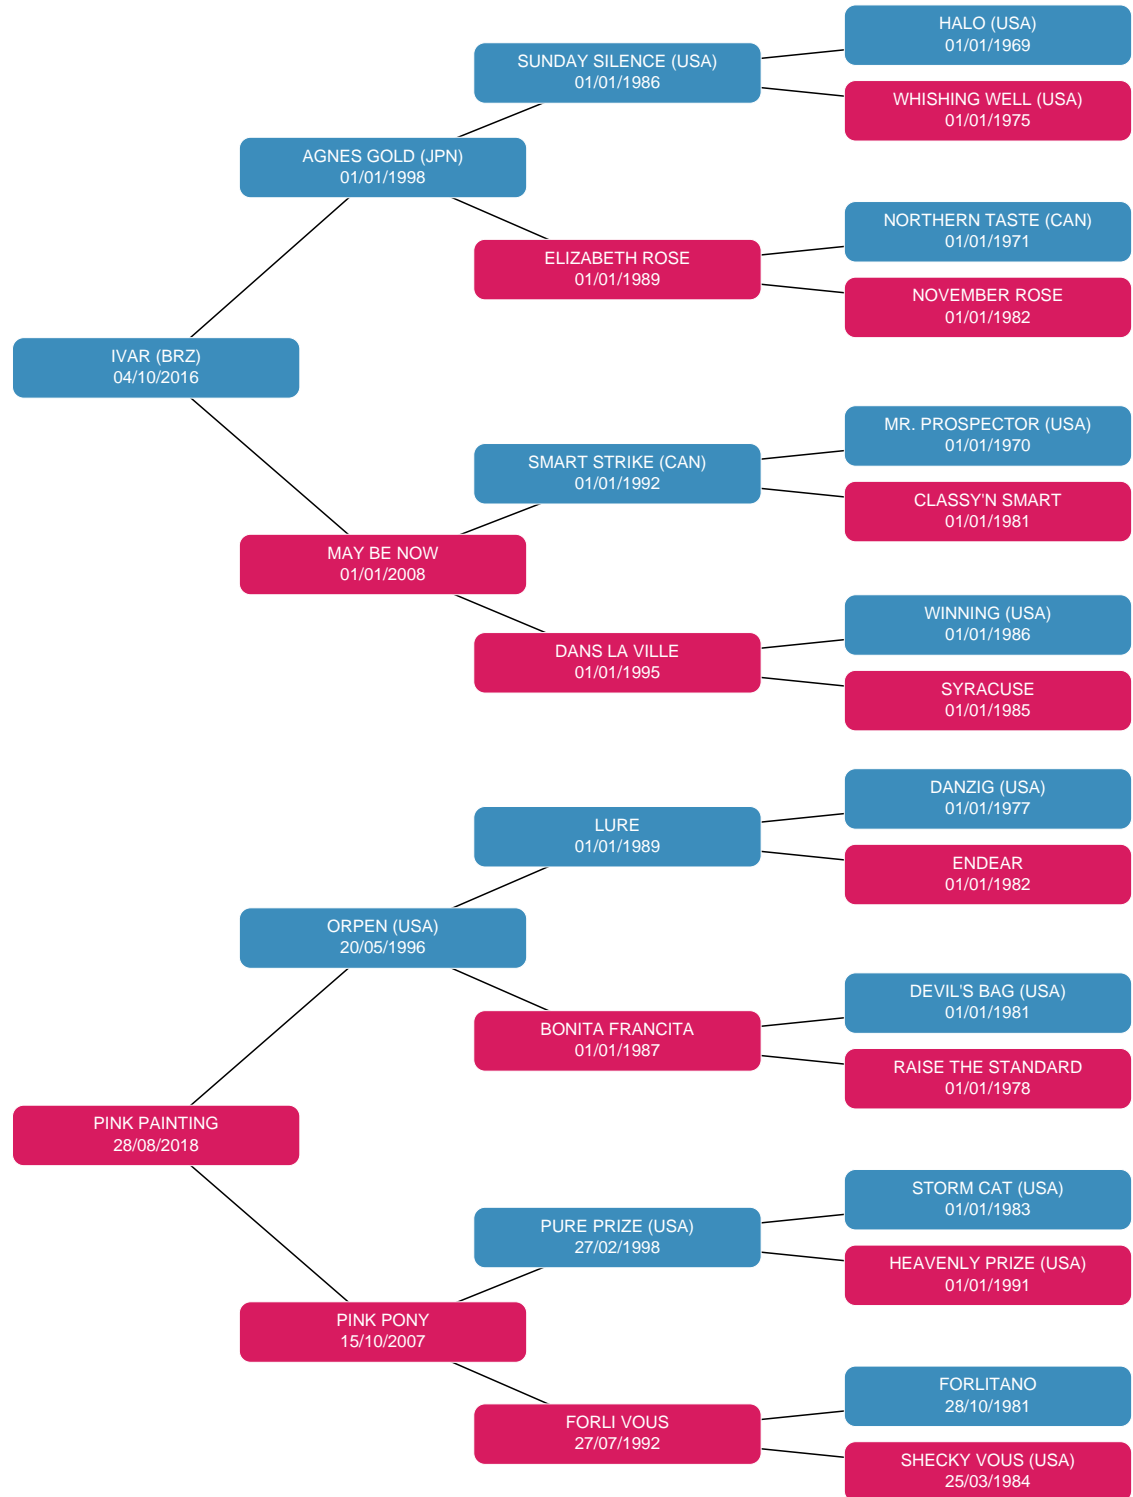 HALO (USA)
01/01/1969
SUNDAY SILENCE (USA)
01/01/1986
WHISHING WELL (USA)
01/01/1975
AGNES GOLD (JPN)
01/01/1998
NORTHERN TASTE (CAN)
01/01/1971
ELIZABETH ROSE
01/01/1989
NOVEMBER ROSE
01/01/1982
IVAR (BRZ)
04/10/2016
MR. PROSPECTOR (USA)
01/01/1970
SMART STRIKE (CAN)
01/01/1992
CLASSY'N SMART
01/01/1981
MAY BE NOW
01/01/2008
WINNING (USA)
01/01/1986
DANS LA VILLE
01/01/1995
SYRACUSE
01/01/1985
DANZIG (USA)
01/01/1977
LURE
01/01/1989
ENDEAR
01/01/1982
ORPEN (USA)
20/05/1996
DEVIL'S BAG (USA)
01/01/1981
BONITA FRANCITA
01/01/1987
RAISE THE STANDARD
01/01/1978
PINK PAINTING
28/08/2018
STORM CAT (USA)
01/01/1983
PURE PRIZE (USA)
27/02/1998
HEAVENLY PRIZE (USA)
01/01/1991
PINK PONY
15/10/2007
FORLITANO
28/10/1981
FORLI VOUS
27/07/1992
SHECKY VOUS (USA)
25/03/1984